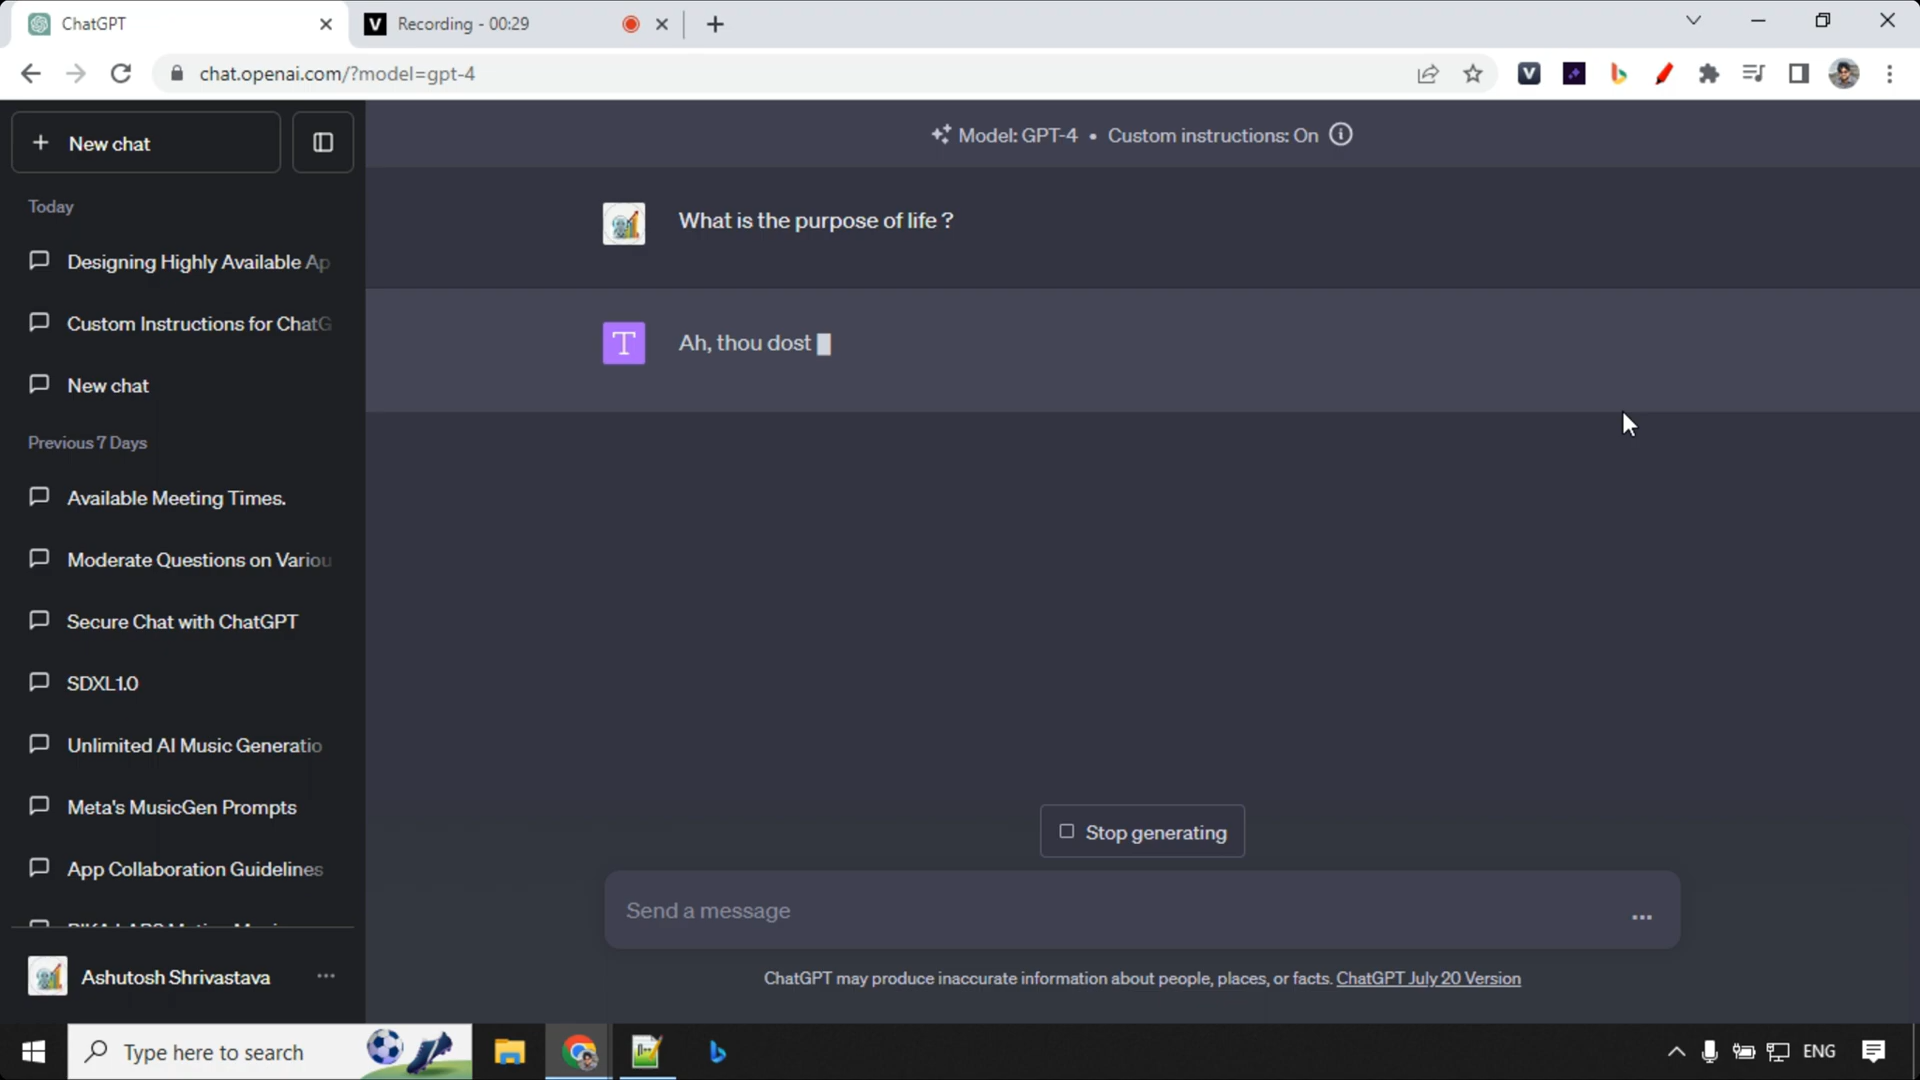 ChatGPT
V Recording - 00:29
chat.openai.com/?model=gpt-4
New chat
Model: GPT-4 • Custom instructions: On
Today
What is the purpose of life ?
Designing Highly Available Ap
Custom Instructions for ChatG
T Ah, thou dost
New chat
Previous 7 Days
Available Meeting Times.
Moderate Questions on Variou
Secure Chat with ChatGPT
SDXL1.0
Unlimited AI Music Generatio
Meta's MusicGen Prompts
Stop generating
App Collaboration Guidelines
Send a message
Ashutosh Shrivastava
ChatGPT may produce inaccurate information about people, places, or facts. ChatGPT July 20 Version
Type here to search
ENG